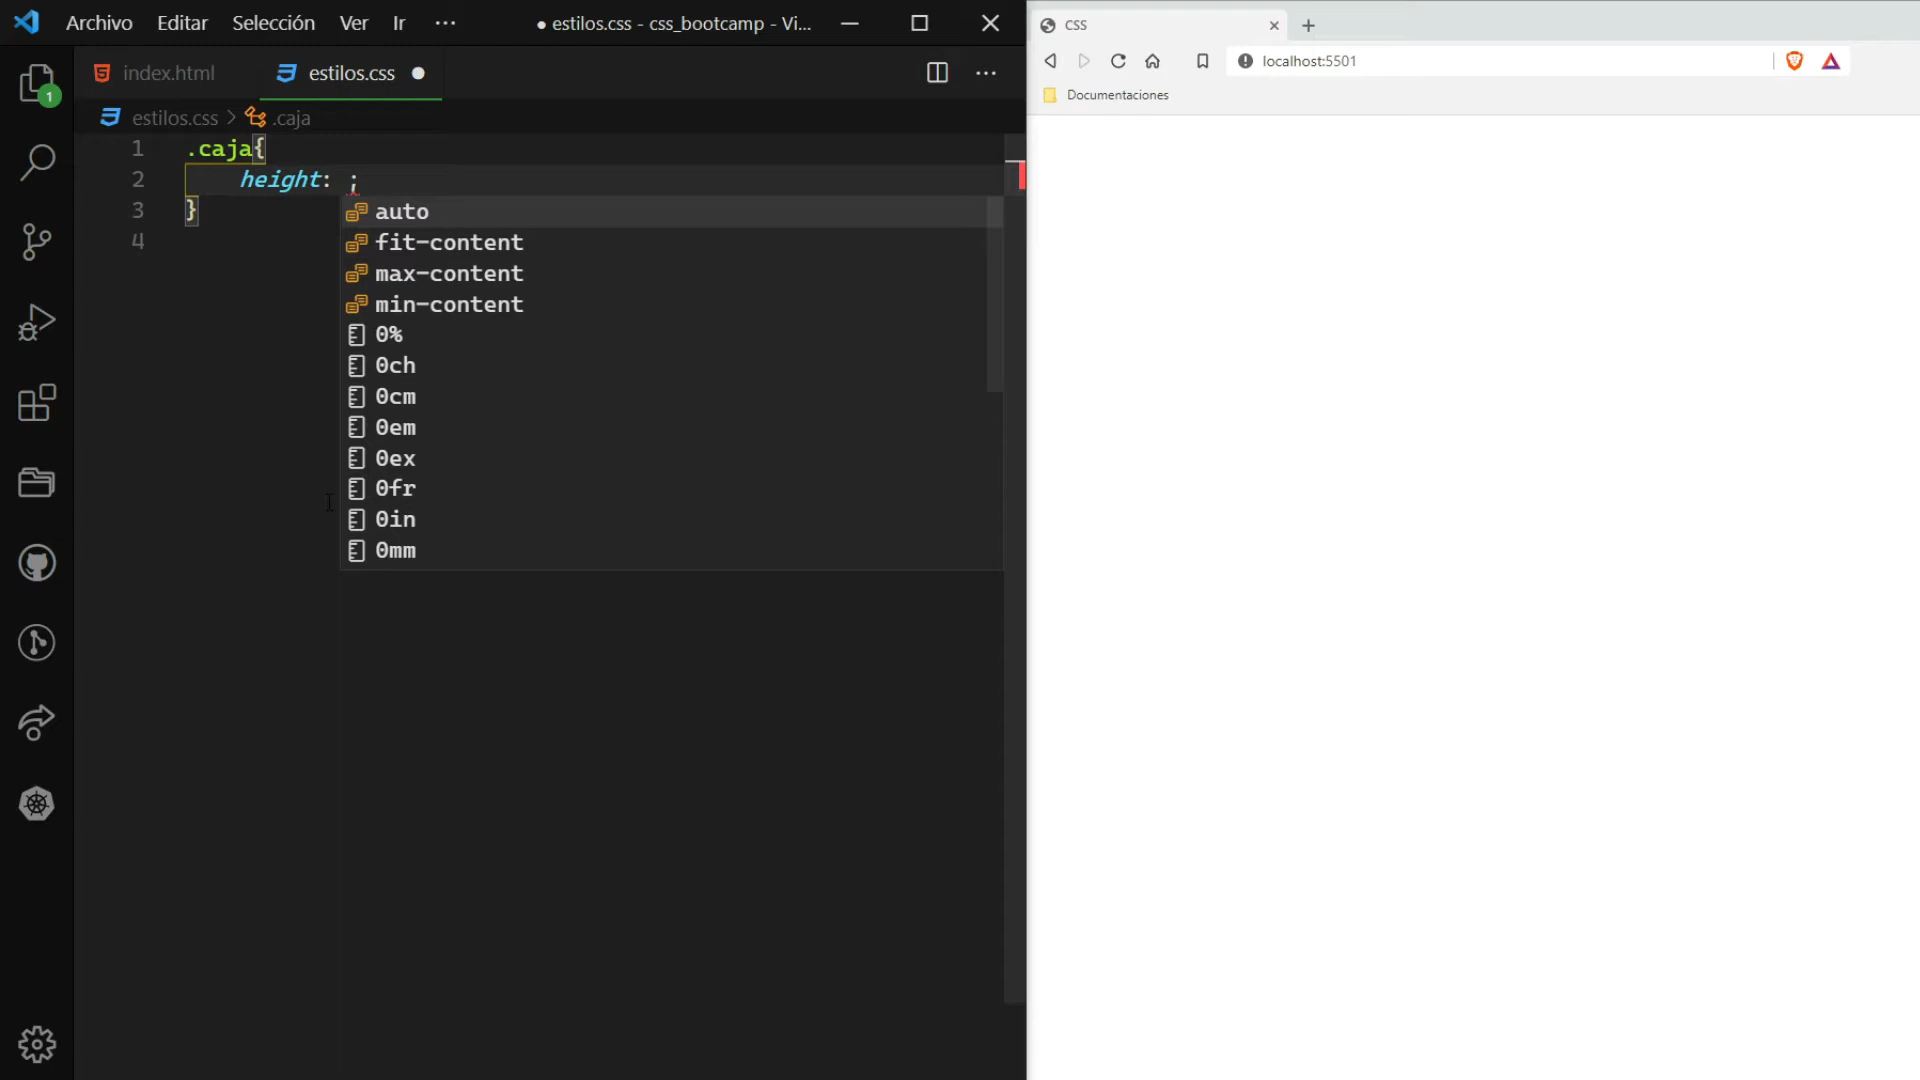 Archivo Editar Selección Ver Ir ··· ● estilos.css - css_bootcamp - Vi...
index.html estilos.css ●
estilos.css > .caja
1 .caja{
2 height: ;
3 }
4
auto
fit-content
max-content
min-content
0%
0ch
0cm
0em
0ex
0fr
0in
0mm
1
CSS
localhost:5501
Documentaciones